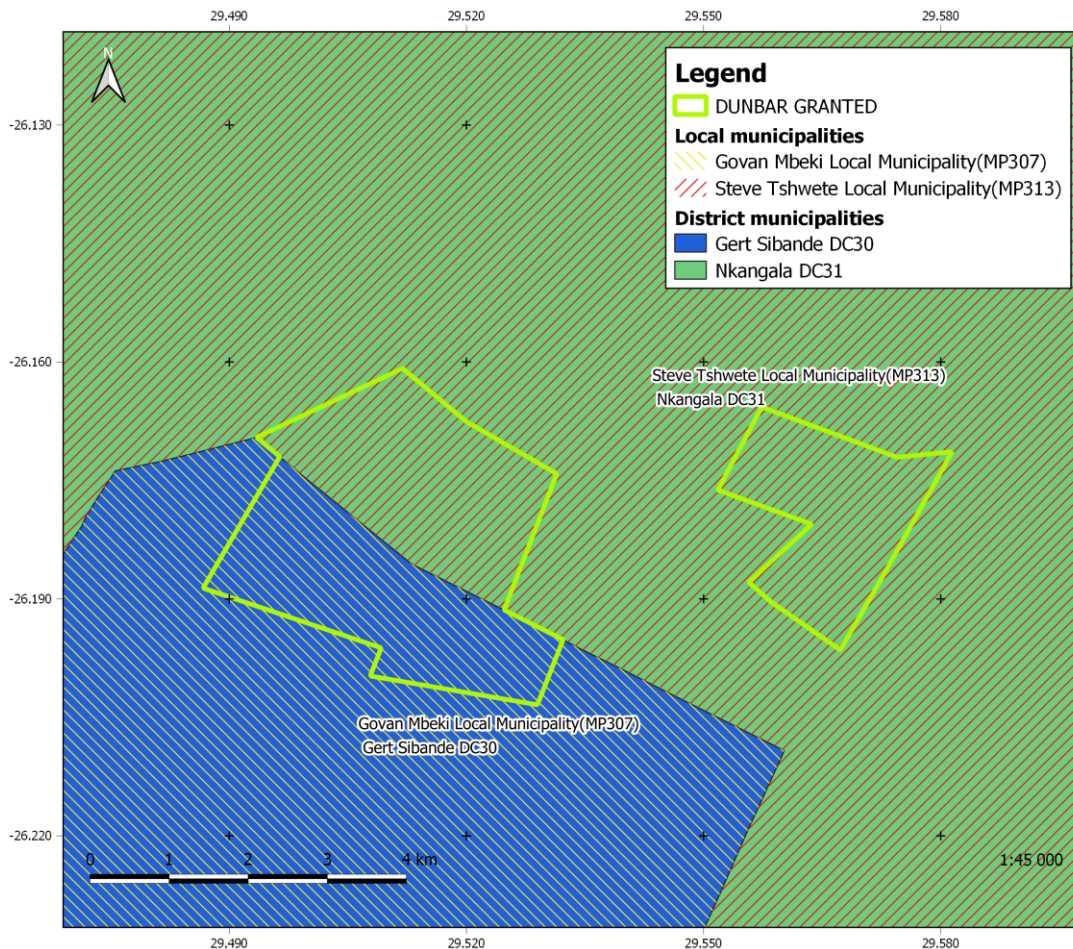 29.490 29.520 29.550 29.580
N
Legend
DUNBAR GRANTED
Local municipalities
Govan Mbeki Local Municipality(MP307)
Steve Tshwete Local Municipality(MP313)
District municipalities
Gert Sibande DC30
Nkangala DC31
-26.130
-26.160
Steve Tshwete Local Municipality(MP313)
Nkangala DC31
-26.190
Govan Mbeki Local Municipality(MP307)
Gert Sibande DC30
-26.220
0 1 2 3 4 km
1:45 000
29.490 29.520 29.550 29.580